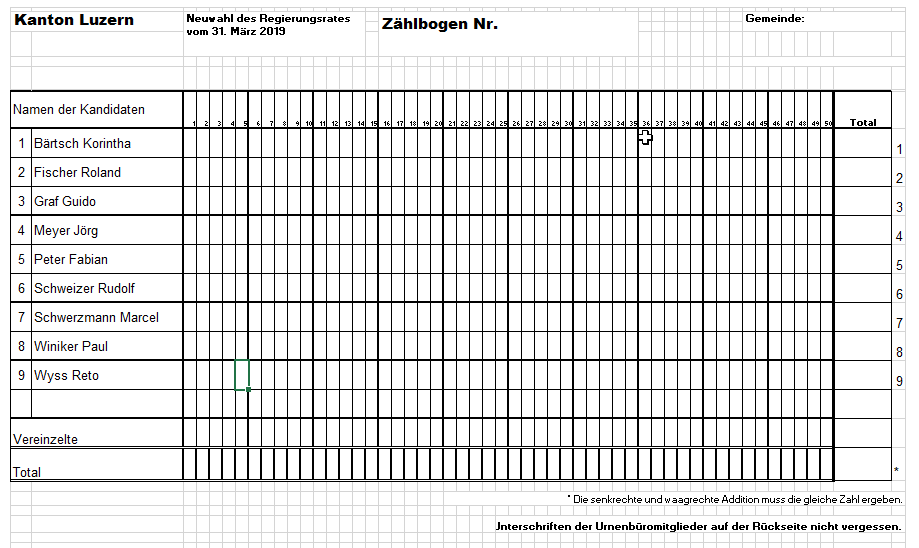 Kanton Luzern Neuwahl des Regierungsrates Zählbogen Nr. Gemeinde:
vom 31. März 2019
Namen der Kandidaten 1 2 3 4 5 6 7 8 9 10 11 12 13 14 15 16 17 18 19 20 21 22 23 24 25 26 27 28 29 30 31 32 33 34 35 36 37 38 39 40 41 42 43 44 45 46 47 48 49 50 Total
1 Bärtsch Korintha 1
2 Fischer Roland 2
3 Graf Guido 3
4 Meyer Jörg 4
5 Peter Fabian 5
6 Schweizer Rudolf 6
7 Schwerzmann Marcel 7
8 Winiker Paul 8
9 Wyss Reto 9
Vereinzelte
Total *
* Die senkrechte und waagrechte Addition muss die gleiche Zahl ergeben.
Unterschriften der Urnenbüromitglieder auf der Rückseite nicht vergessen.